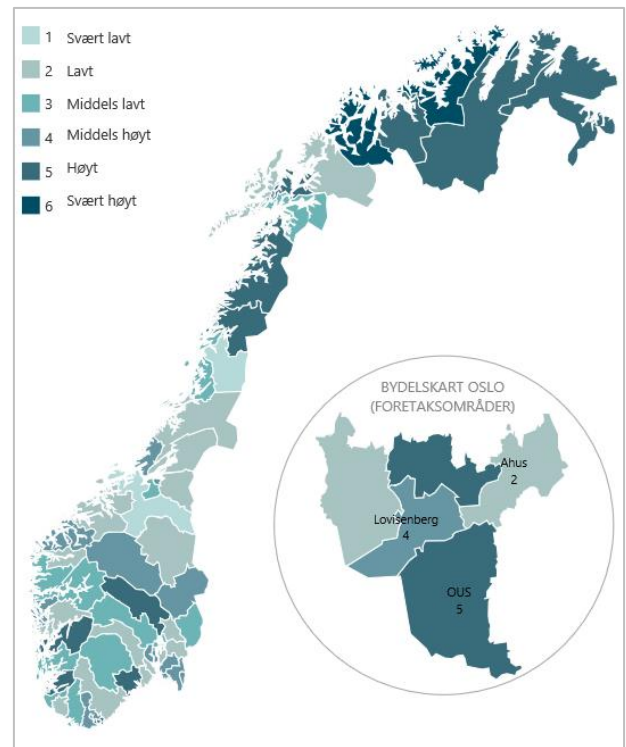 1 Svært lavt
2 Lavt
3 Middels lavt
4 Middels høyt
5 Høyt
6 Svært høyt
BYDELSKART OSLO
(FORETAKSOMRÅDER)
Ahus
2
Lovisenberg
4
OUS
5